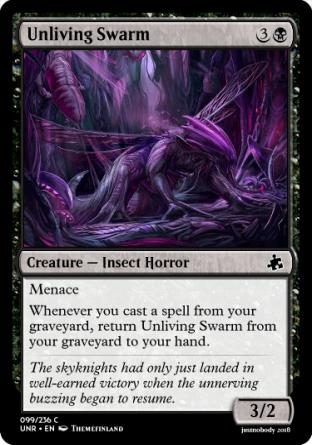 Unliving Swarm 3
Creature — Insect Horror
Menace
Whenever you cast a spell from your
graveyard, return Unliving Swarm from
your graveyard to your hand.
The skyknights had only just landed in
well-earned victory when the unnerving
buzzing began to resume.
3/2
099/236 C
UNR • EN Themefinland
justnobody 2018